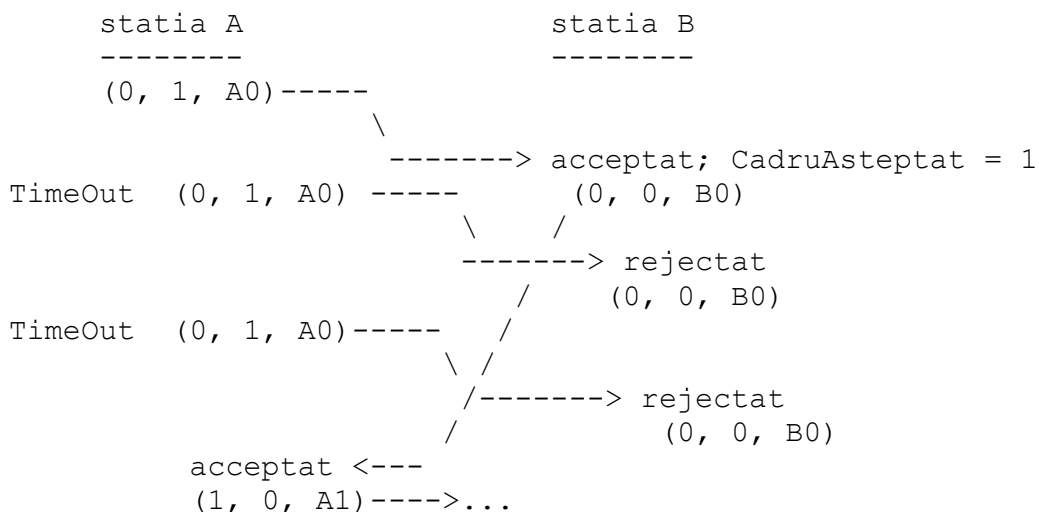 statia A                      statia B
--------                      --------
(0, 1, A0)-----
\
-------> acceptat; CadruAsteptat = 1
TimeOut  (0, 1, A0) -----       (0, 0, B0)
\    /
-------> rejectat
/     (0, 0, B0)
TimeOut  (0, 1, A0)-----   /
\ /
/-------> rejectat
/            (0, 0, B0)
acceptat <---
(1, 0, A1)---->...